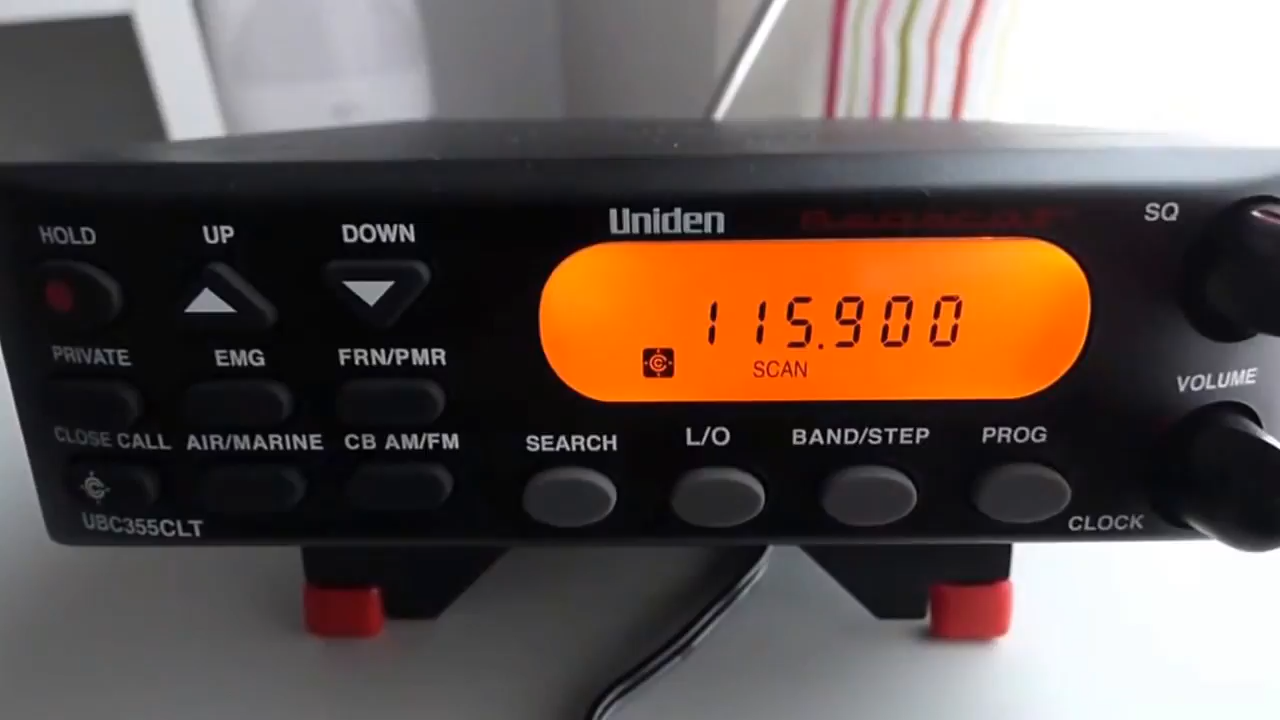 HOLD UP DOWN Uniden SQ
115.900
PRIVATE EMG FRN/PMR SCAN VOLUME
CLOSE CALL AIR/MARINE CB AM/FM SEARCH L/O BAND/STEP PROG
UBC355CLT CLOCK